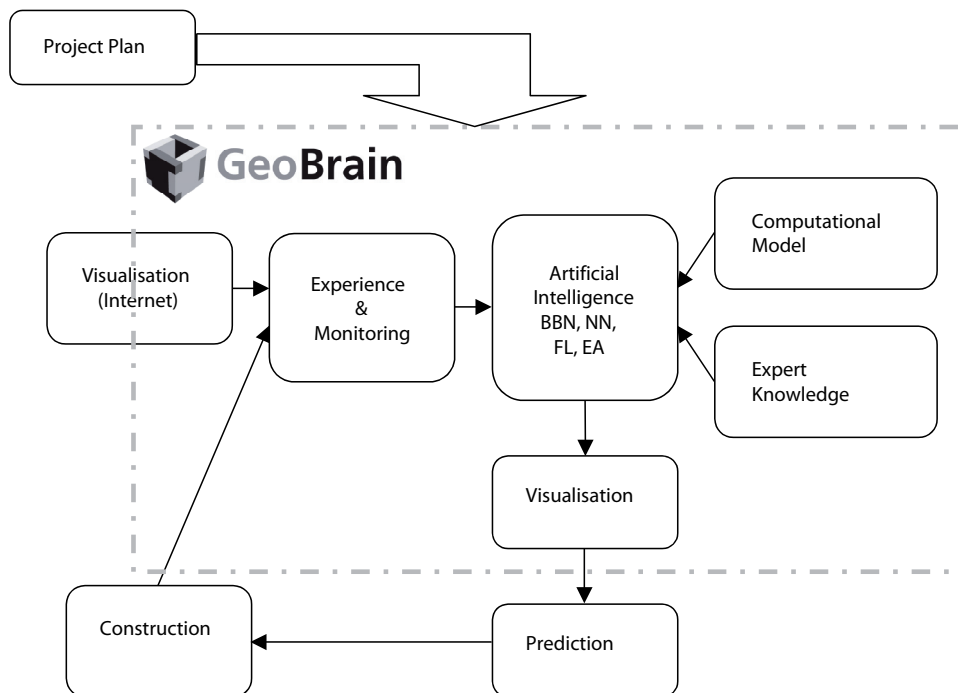 Project Plan
GeoBrain
Visualisation
(Internet)
Experience
&
Monitoring
Artificial
Intelligence
BBN, NN,
FL, EA
Computational
Model
Expert
Knowledge
Visualisation
Construction
Prediction